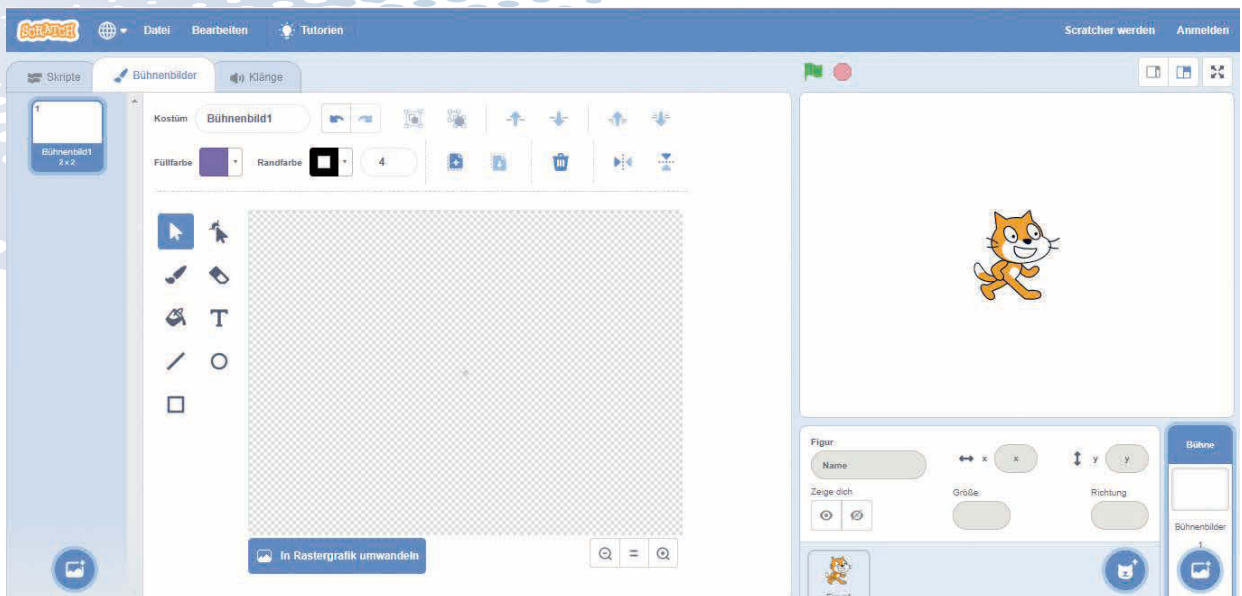 SCRATCH Datei Bearbeiten Tutorien Scratcher werden Anmelden
Skripte Bühnenbilder Klänge
1
Bühnenbild1
2 x 2
Kostüm Bühnenbild1
Füllfarbe Randfarbe 4
T
In Rastergrafik umwandeln
Figur
Name x x y y
Zeige dich Größe Richtung
Bühne
Bühnenbilder
1